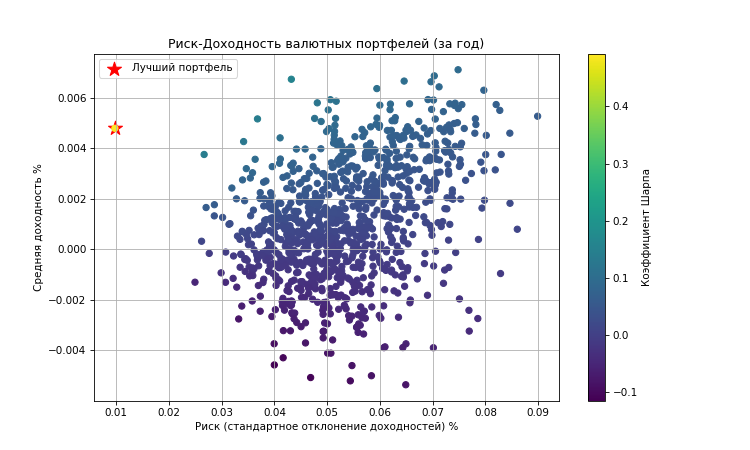 Риск-Доходность валютных портфелей (за год)
Лучший портфель
Средняя доходность %
0.006
0.004
0.002
0.000
−0.002
−0.004
0.01 0.02 0.03 0.04 0.05 0.06 0.07 0.08 0.09
Риск (стандартное отклонение доходностей) %
0.4
0.3
0.2
0.1
0.0
−0.1
Коэффициент Шарпа